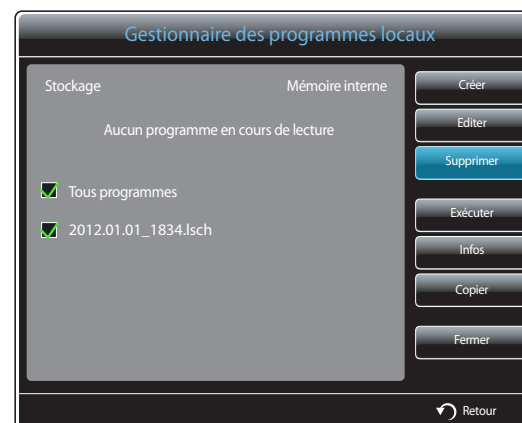 Gestionnaire des programmes locaux
Stockage Mémoire interne
Aucun programme en cours de lecture
Tous programmes
2012.01.01_1834.lsch
Créer
Editer
Supprimer
Exécuter
Infos
Copier
Fermer
Retour